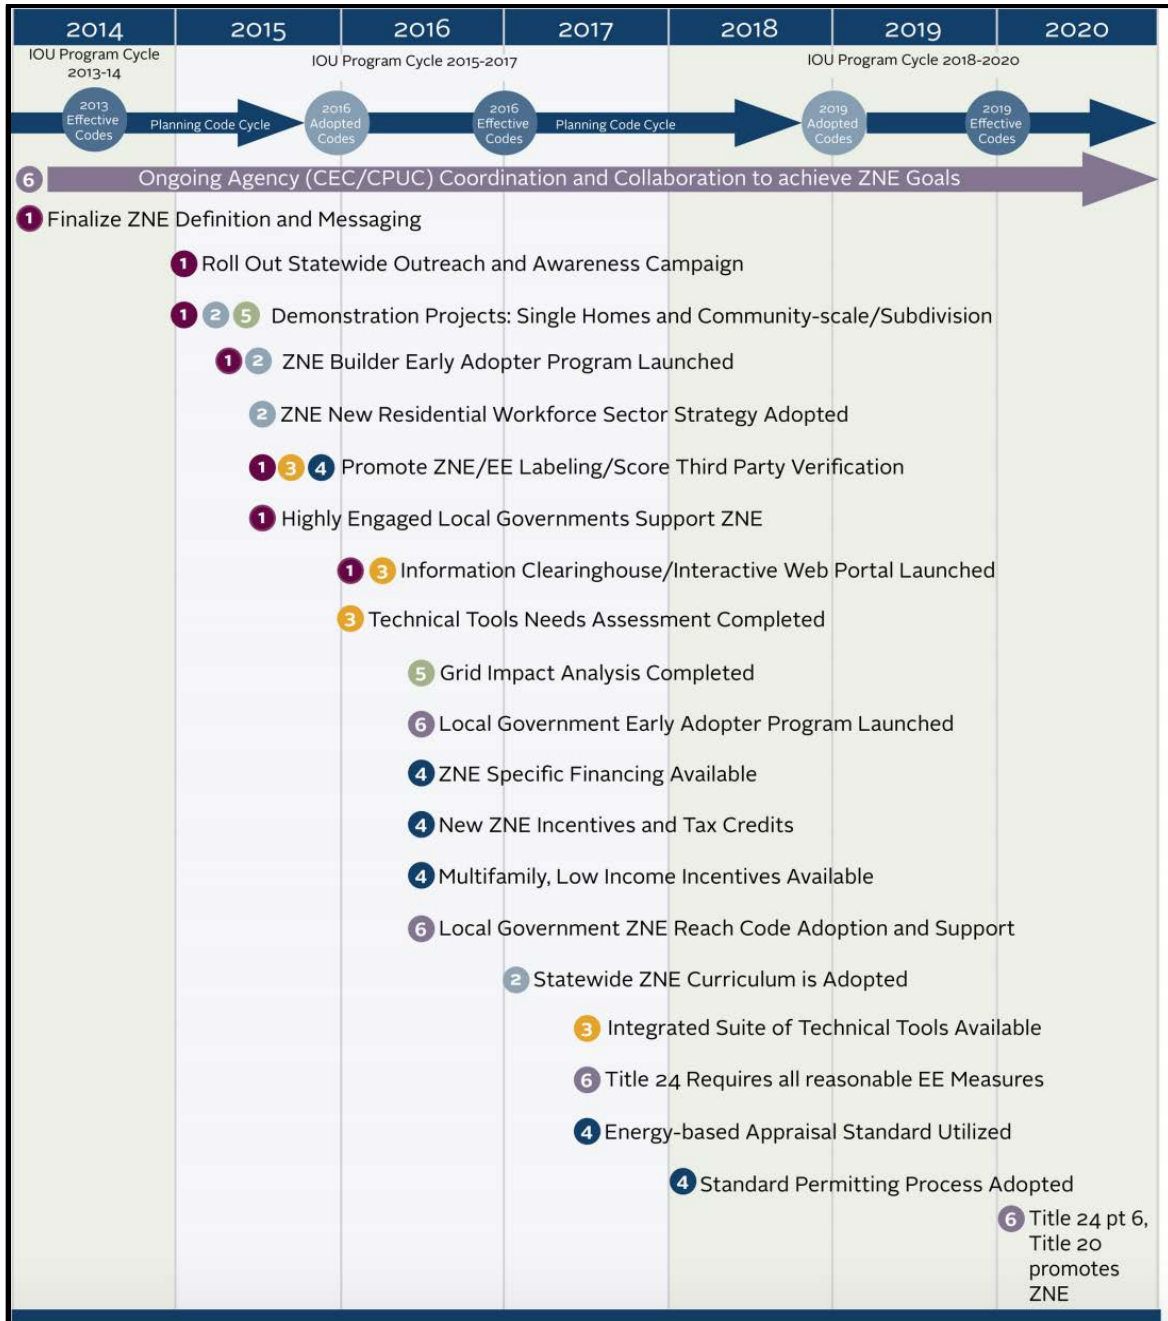 2014 2015 2016 2017 2018 2019 2020
IOU Program Cycle
2013-14
IOU Program Cycle 2015-2017
IOU Program Cycle 2018-2020
2013
Effective
Codes
Planning Code Cycle
2016
Adopted
Codes
2016
Effective
Codes
Planning Code Cycle
2019
Adopted
Codes
2019
Effective
Codes
6 Ongoing Agency (CEC/CPUC) Coordination and Collaboration to achieve ZNE Goals
1 Finalize ZNE Definition and Messaging
1 Roll Out Statewide Outreach and Awareness Campaign
1 2 5 Demonstration Projects: Single Homes and Community-scale/Subdivision
1 2 ZNE Builder Early Adopter Program Launched
2 ZNE New Residential Workforce Sector Strategy Adopted
1 3 4 Promote ZNE/EE Labeling/Score Third Party Verification
1 Highly Engaged Local Governments Support ZNE
1 3 Information Clearinghouse/Interactive Web Portal Launched
3 Technical Tools Needs Assessment Completed
5 Grid Impact Analysis Completed
6 Local Government Early Adopter Program Launched
4 ZNE Specific Financing Available
4 New ZNE Incentives and Tax Credits
4 Multifamily, Low Income Incentives Available
6 Local Government ZNE Reach Code Adoption and Support
2 Statewide ZNE Curriculum is Adopted
3 Integrated Suite of Technical Tools Available
6 Title 24 Requires all reasonable EE Measures
4 Energy-based Appraisal Standard Utilized
4 Standard Permitting Process Adopted
6 Title 24 pt 6,
Title 20
promotes
ZNE